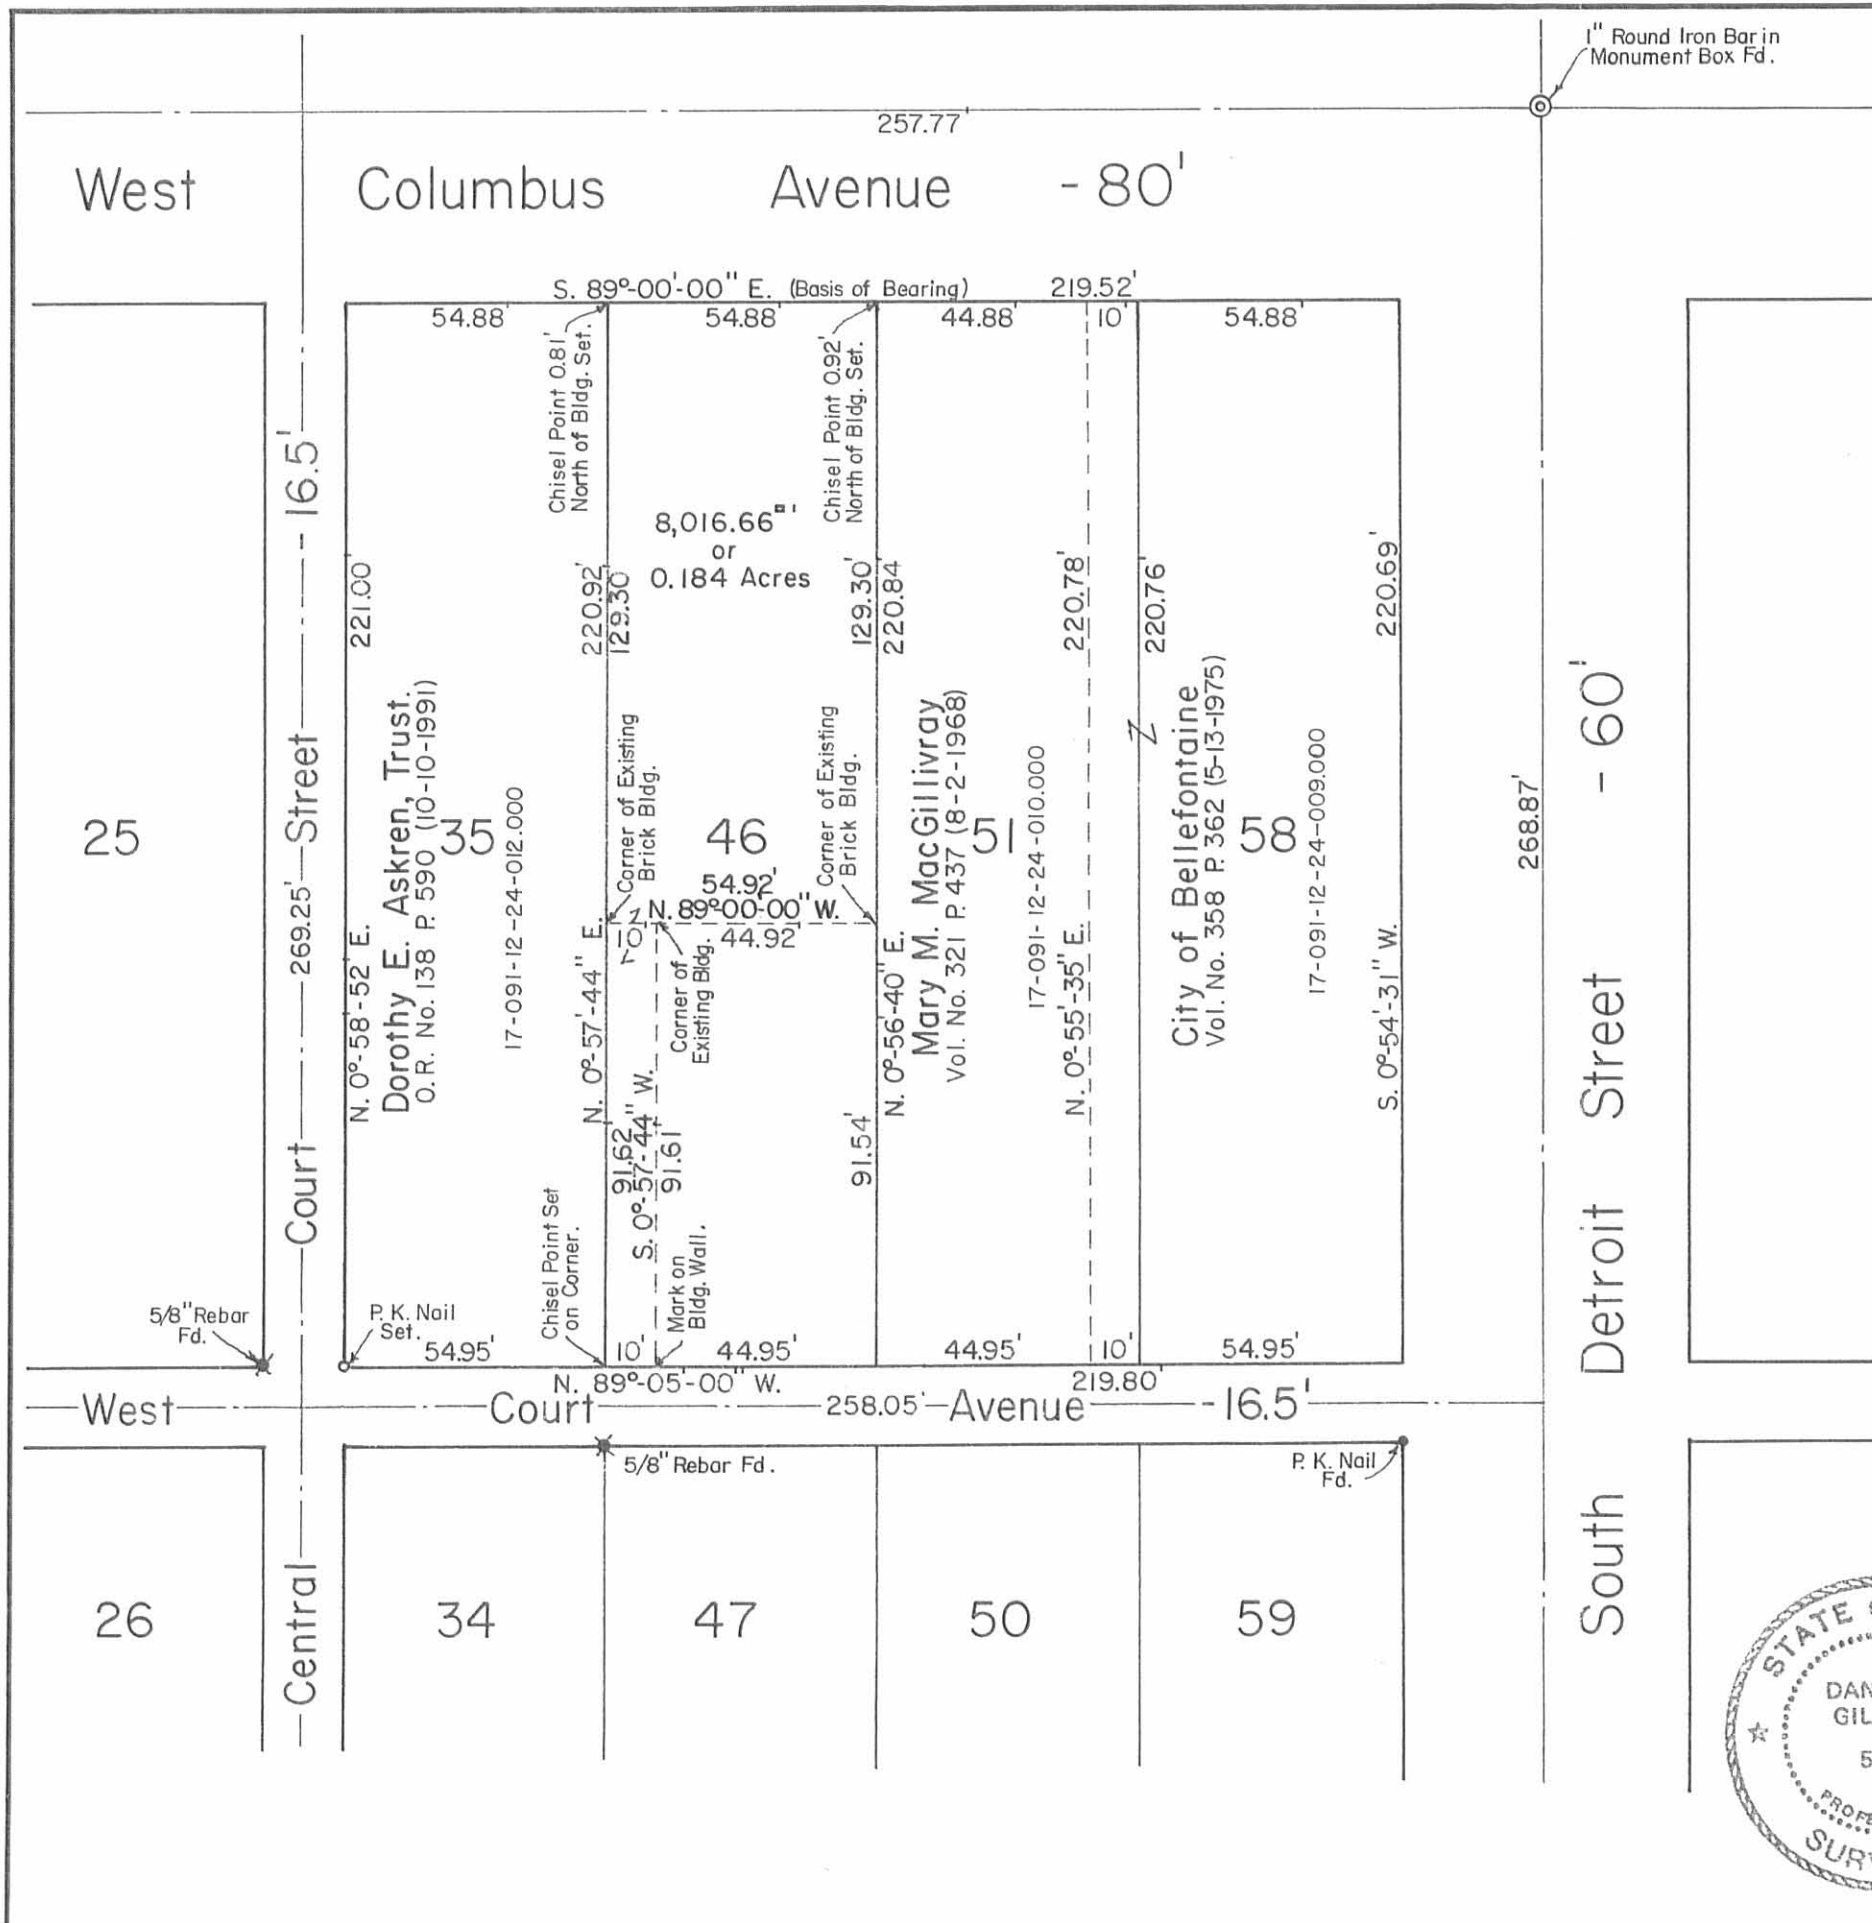 1" Round Iron Bar in
Monument Box Fd.
257.77'
West Columbus Avenue - 80'
S. 89°-00'-00" E. (Basis of Bearing) 219.52'
54.88'
54.88'
44.88'
10'
54.88'
Chisel Point 0.81'
North of Bldg. Set.
Chisel Point 0.92'
North of Bldg. Set.
8,016.66□'
or
0.184 Acres
221.00'
220.92'
129.30'
129.30'
220.84'
220.78'
220.76'
220.69'
268.87'
25
35
46
51
58
N. 0°-58'-52" E.
Dorothy E. Askren, Trust.
O.R. No. 138 P. 590 (10-10-1991)
17-091-12-24-012.000
Corner of Existing
Brick Bldg.
Corner of Existing
Brick Bldg.
54.92'
N. 89°-00'-00" W.
10'
44.92'
Corner of
Existing Bldg.
N. 0°-57'-44" E.
91.62'
S. 0°-57'-44" W.
91.61'
91.54'
N. 0°-56'-40" E.
Mary M. MacGillivray
Vol. No. 321 P. 437 (8-2-1968)
17-091-12-24-010.000
N. 0°-55'-35" E.
City of Bellefontaine
Vol. No. 358 P. 362 (5-13-1975)
17-091-12-24-009.000
S. 0°-54'-31" W.
Central Court 269.25' Street - 16.5'
South Detroit Street - 60'
5/8" Rebar
Fd.
P. K. Nail
Set.
Chisel Point Set
on Corner.
Mark on
Bldg. Wall.
54.95'
10'
44.95'
44.95'
10'
54.95'
N. 89°-05'-00" W.
219.80'
West Court 258.05' Avenue - 16.5'
5/8" Rebar Fd.
P. K. Nail
Fd.
26
34
47
50
59
STATE
DAN
GIL
5
PROFE
SUR